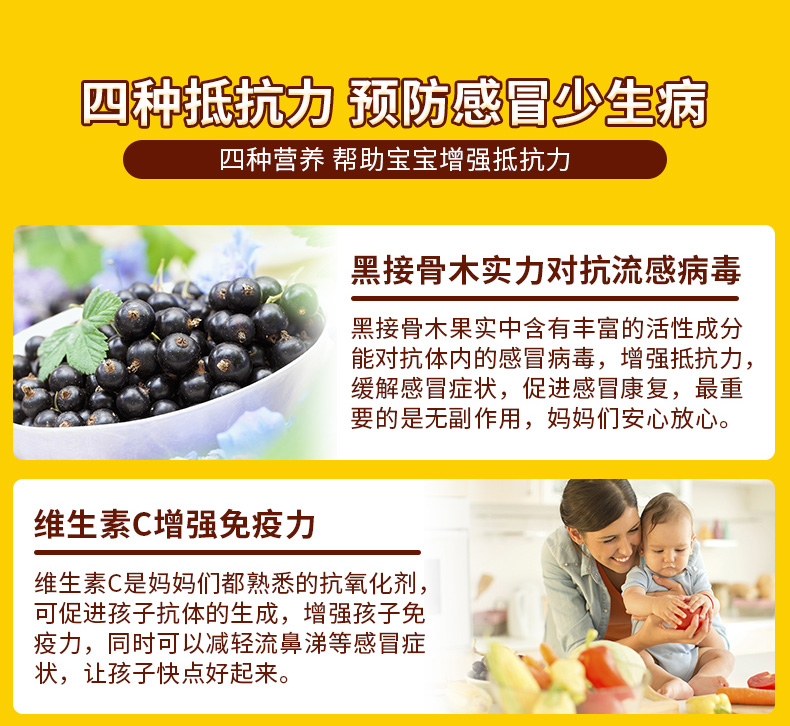 四种抵抗力 预防感冒少生病
四种营养 帮助宝宝增强抵抗力
黑接骨木实力对抗流感病毒
黑接骨木果实中含有丰富的活性成分
能对抗体内的感冒病毒，增强抵抗力，
缓解感冒症状，促进感冒康复，最重
要的是无副作用，妈妈们安心放心。
维生素C增强免疫力
维生素C是妈妈们都熟悉的抗氧化剂，
可促进孩子抗体的生成，增强孩子免
疫力，同时可以减轻流鼻涕等感冒症
状，让孩子快点好起来。